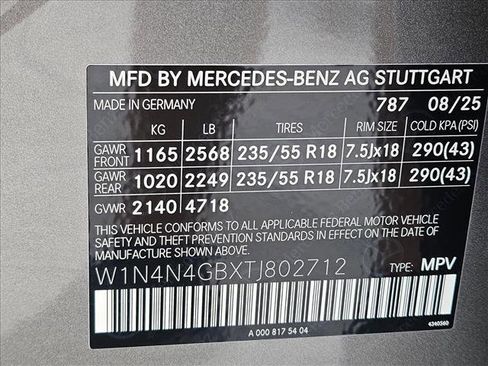 MFD BY MERCEDES-BENZ AG STUTTGART
MADE IN GERMANY 787 08/25
KG LB TIRES RIM SIZE COLD KPA(PSI)
GAWR FRONT 1165 2568 235/55 R18 7.5Jx18 290(43)
GAWR REAR 1020 2249 235/55 R18 7.5Jx18 290(43)
GVWR 2140 4718
THIS VEHICLE CONFORMS TO ALL APPLICABLE FEDERAL MOTOR VEHICLE
SAFETY AND THEFT PREVENTION STANDARDS IN EFFECT ON THE DATE OF
MANUFACTURE SHOWN ABOVE.
W1N4N4GBXTJ802712 TYPE: MPV
A 000 817 54 04 4340560